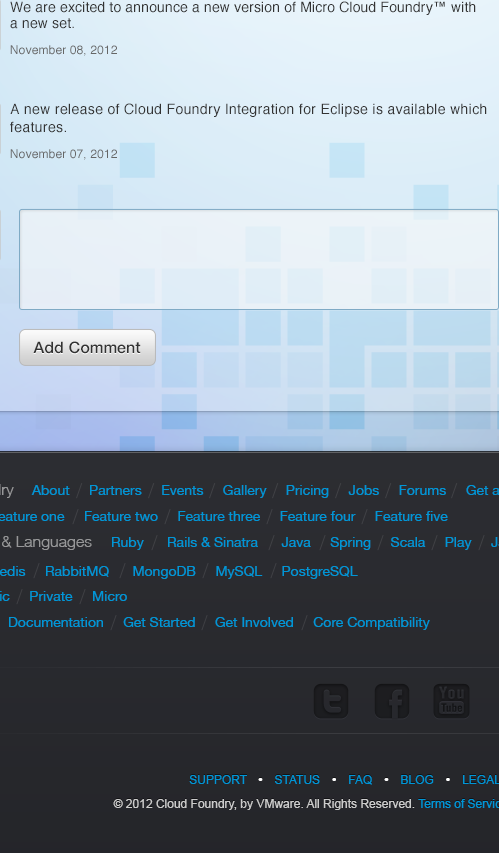 We are excited to announce a new version of Micro Cloud Foundry™ with
a new set.
November 08, 2012
A new release of Cloud Foundry Integration for Eclipse is available which
features.
November 07, 2012
Add Comment
About / Partners / Events / Gallery / Pricing / Jobs / Forums / Get a
eature one / Feature two / Feature three / Feature four / Feature five
& Languages Ruby / Rails & Sinatra / Java / Spring / Scala / Play /
edis / RabbitMQ / MongoDB / MySQL / PostgreSQL
ic / Private / Micro
Documentation / Get Started / Get Involved / Core Compatibility
You Tube
SUPPORT • STATUS • FAQ • BLOG • LEGAL
© 2012 Cloud Foundry, by VMware. All Rights Reserved. Terms of Servic